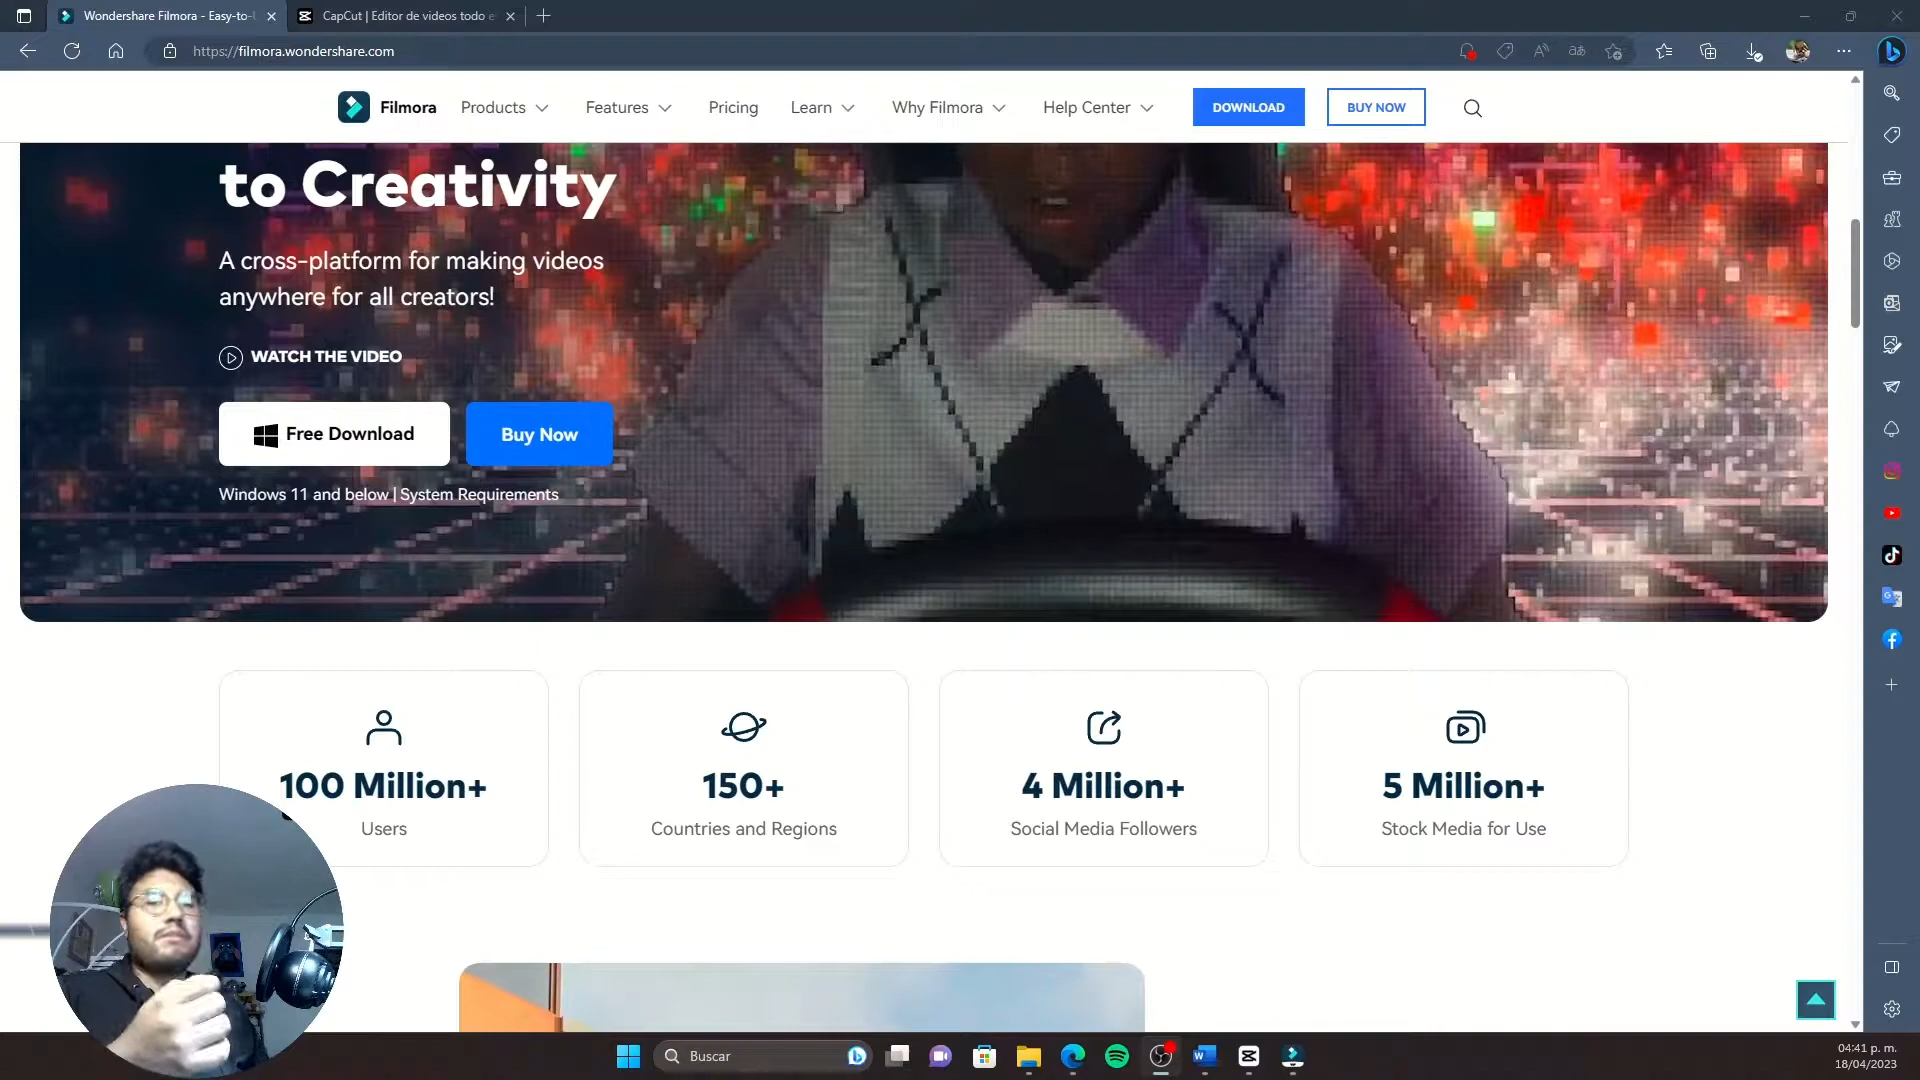 Wondershare Filmora - Easy-to-U
CapCut | Editor de videos todo e
https://filmora.wondershare.com
Filmora
Products
Features
Pricing
Learn
Why Filmora
Help Center
DOWNLOAD
BUY NOW
to Creativity
A cross-platform for making videos
anywhere for all creators!
WATCH THE VIDEO
Free Download
Buy Now
Windows 11 and below | System Requirements
100 Million+
Users
150+
Countries and Regions
4 Million+
Social Media Followers
5 Million+
Stock Media for Use
Buscar
04:41 p. m.
18/04/2023